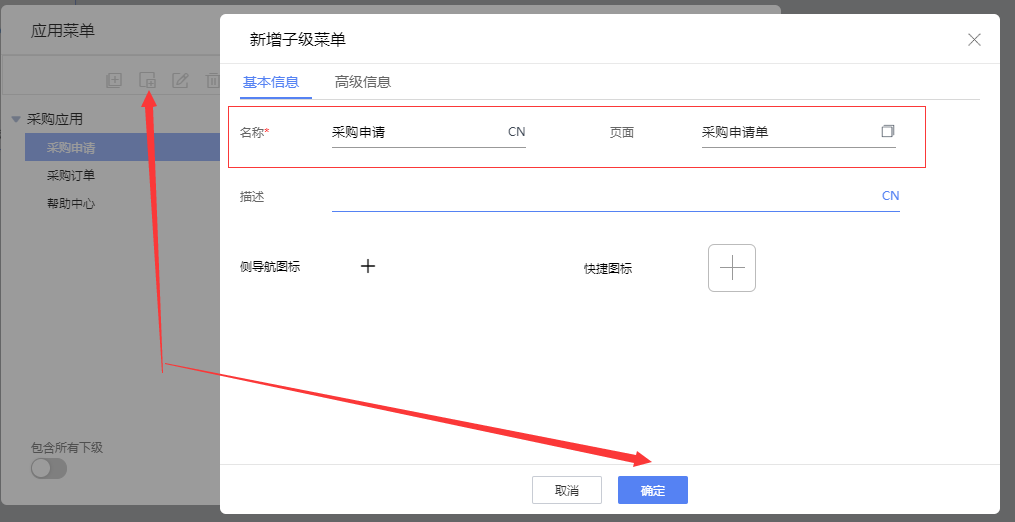 应用菜单
采购应用
采购申请
采购订单
帮助中心
包含所有下级
新增子级菜单
基本信息 高级信息
名称* 采购申请 CN 页面 采购申请单
描述 CN
侧导航图标 快捷图标
取消 确定